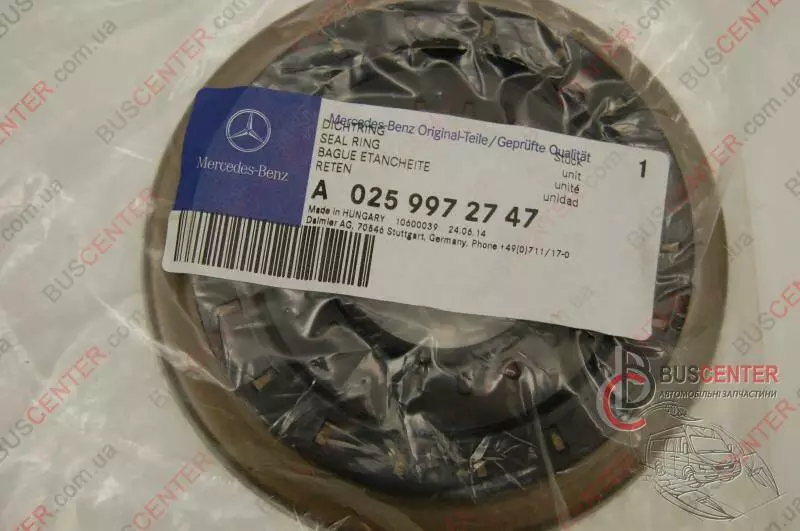 Mercedes-Benz
Mercedes-Benz Original-Teile/Geprüfte Qualität
DICHTRING
SEAL RING
BAGUE ETANCHEITE
RETEN
Stück
unit
unité
unidad
1
A 025 997 27 47
Made in HUNGARY 10600039 24.06.14
Daimler AG, 70546 Stuttgart, Germany, Phone +49(0)711/17-0
BUSCENTER
АВТОМОБІЛЬНІ ЗАПЧАСТИНИ
BUSCENTER.com.ua